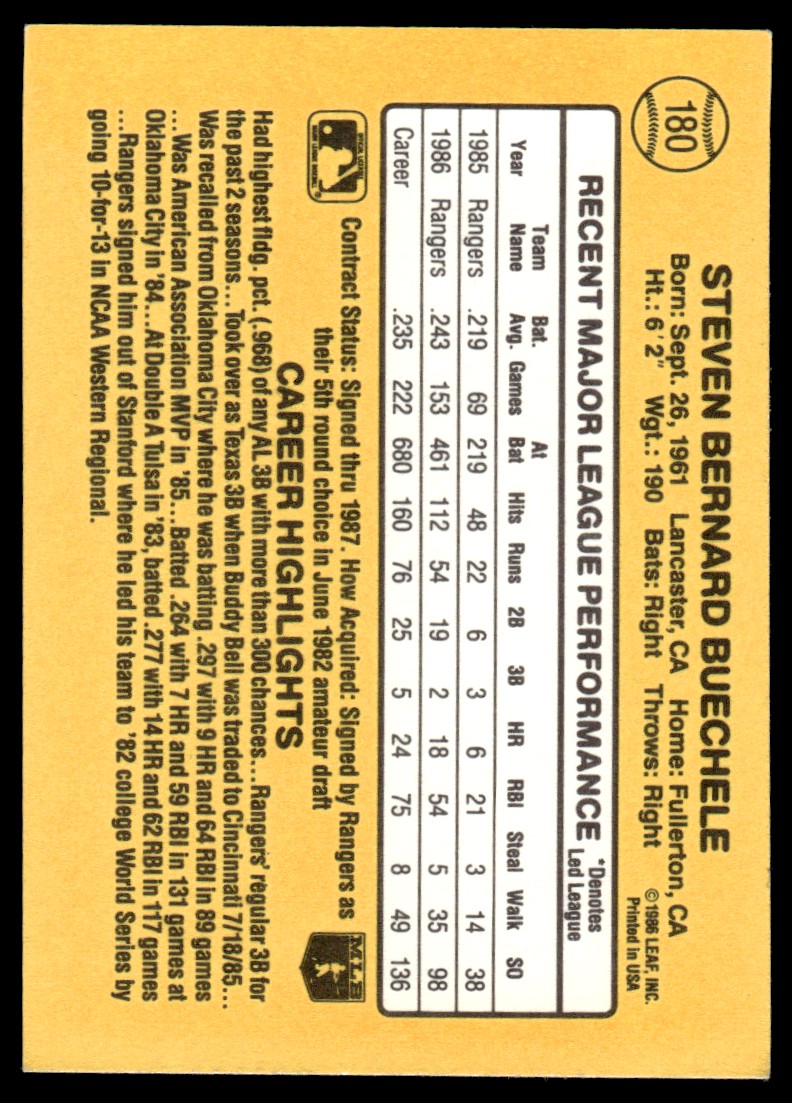 180
STEVEN BERNARD BUECHELE
Born: Sept. 26, 1961 Lancaster, CA Home: Fullerton, CA
Ht.: 6'2" Wgt.: 190 Bats: Right Throws: Right
©1986 LEAF, INC.
Printed in USA
RECENT MAJOR LEAGUE PERFORMANCE *Denotes Led League
Year Team Name Bat. Avg. Games At Bat Hits Runs 2B 3B HR RBI Steal Walk SO
1985 Rangers .219 69 219 48 22 6 3 6 21 3 14 38
1986 Rangers .243 153 461 112 54 19 2 18 54 5 35 98
Career .235 222 680 160 76 25 5 24 75 8 49 136
Contract Status: Signed thru 1987. How Acquired: Signed by Rangers as
their 5th round choice in June 1982 amateur draft
MLB
CAREER HIGHLIGHTS
Had highest fldg. pct. (.968) of any AL 3B with more than 300 chances...Rangers' regular 3B for
the past 2 seasons...Took over as Texas 3B when Buddy Bell was traded to Cincinnati 7/18/85...
Was recalled from Oklahoma City where he was batting .297 with 9 HR and 64 RBI in 89 games
...Was American Association MVP in '85...Batted .264 with 7 HR and 59 RBI in 131 games at
Oklahoma City in '84...At Double A Tulsa in '83, batted .277 with 14 HR and 62 RBI in 117 games
...Rangers signed him out of Stanford where he led his team to '82 college World Series by
going 10-for-13 in NCAA Western Regional.